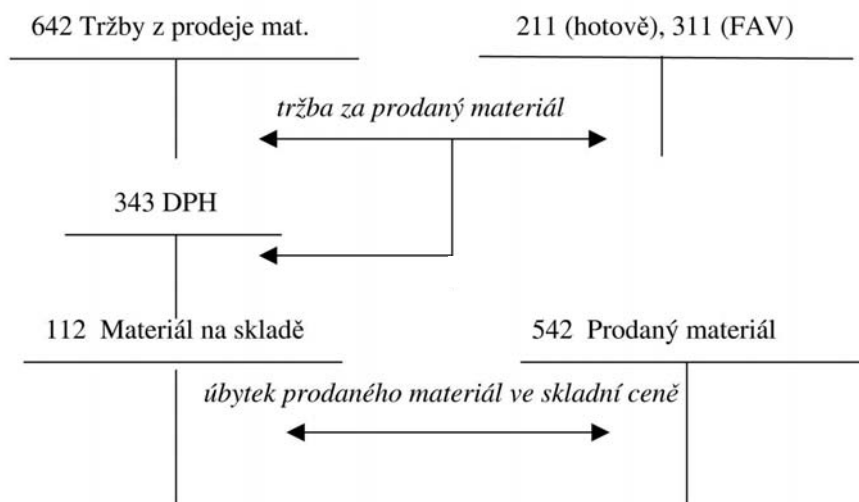 642 Tržby z prodeje mat.
211 (hotově), 311 (FAV)
tržba za prodaný materiál
343 DPH
112 Materiál na skladě
542 Prodaný materiál
úbytek prodaného materiál ve skladní ceně